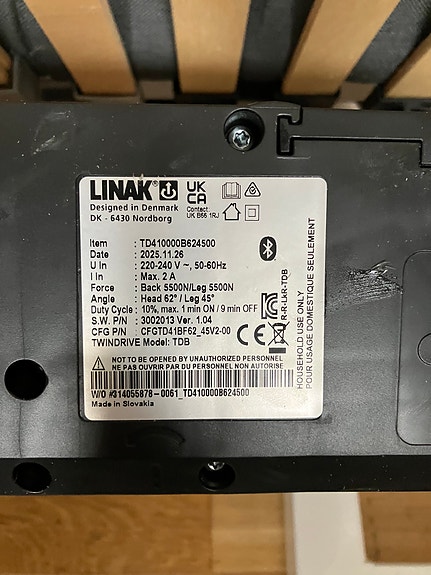 LINAK®
UK
CA
Designed in Denmark
DK - 6430 Nordborg
Contact:
UK B66 1RJ
Item : TD410000B624500
Date : 2025.11.26
U in : 220-240 V ~, 50-60Hz
I in : Max. 2 A
Force : Back 5500N/Leg 5500N
Angle : Head 62° / Leg 45°
Duty Cycle : 10%, max. 1 min ON / 9 min OFF
S.W. P/N : 3002013 Ver. 1.04
CFG P/N : CFGTD41BF62_45V2-00
TWINDRIVE Model: TDB
CE
R-R-LkR-TDB
HOUSEHOLD USE ONLY
POUR USAGE DOMESTIQUE SEULEMENT
NOT TO BE OPENED BY UNAUTHORIZED PERSONNEL
NE PAS OUVRIR PAR DU PERSONNEL NON AUTORISE
W/O #314055878-0061_TD410000B624500
Made in Slovakia